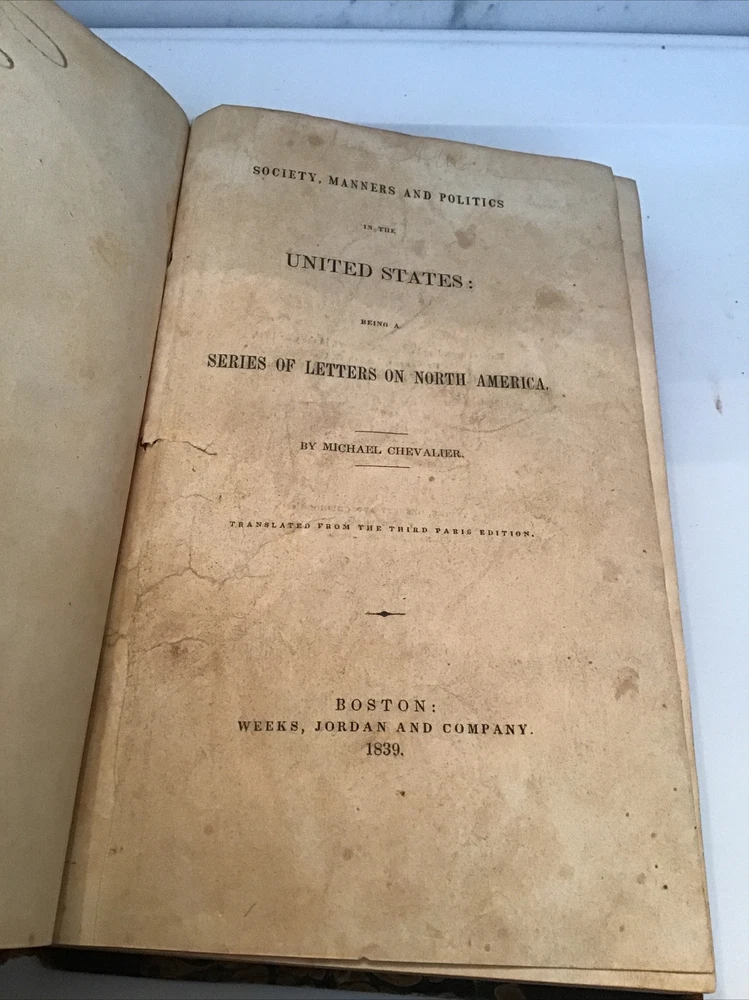 SOCIETY, MANNERS AND POLITICS
IN THE
UNITED STATES:
BEING A
SERIES OF LETTERS ON NORTH AMERICA.
BY MICHAEL CHEVALIER.
TRANSLATED FROM THE THIRD PARIS EDITION.
BOSTON:
WEEKS, JORDAN AND COMPANY.
1839.